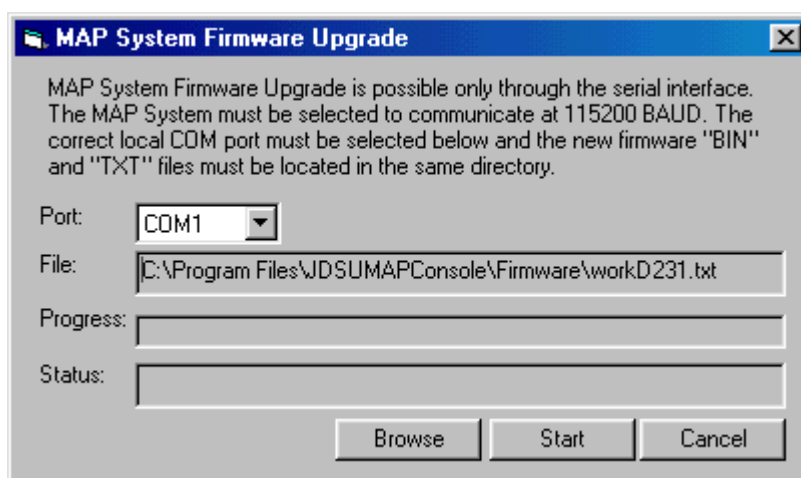 MAP System Firmware Upgrade
MAP System Firmware Upgrade is possible only through the serial interface.
The MAP System must be selected to communicate at 115200 BAUD. The
correct local COM port must be selected below and the new firmware "BIN"
and "TXT" files must be located in the same directory.
Port: COM1
File: C:\Program Files\JDSUMAPConsole\Firmware\workD231.txt
Progress:
Status:
Browse Start Cancel